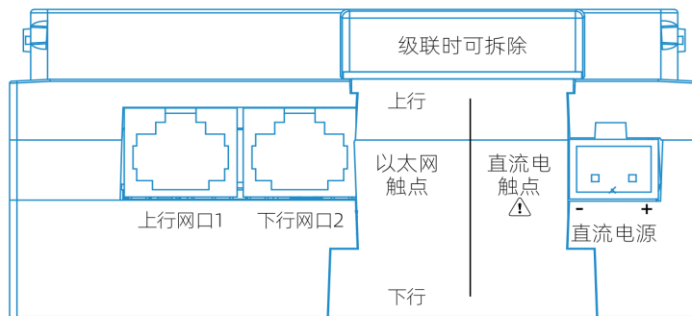 级联时可拆除
上行
以太网
触点
直流电
触点
上行网口1
下行网口2
- +
直流电源
下行